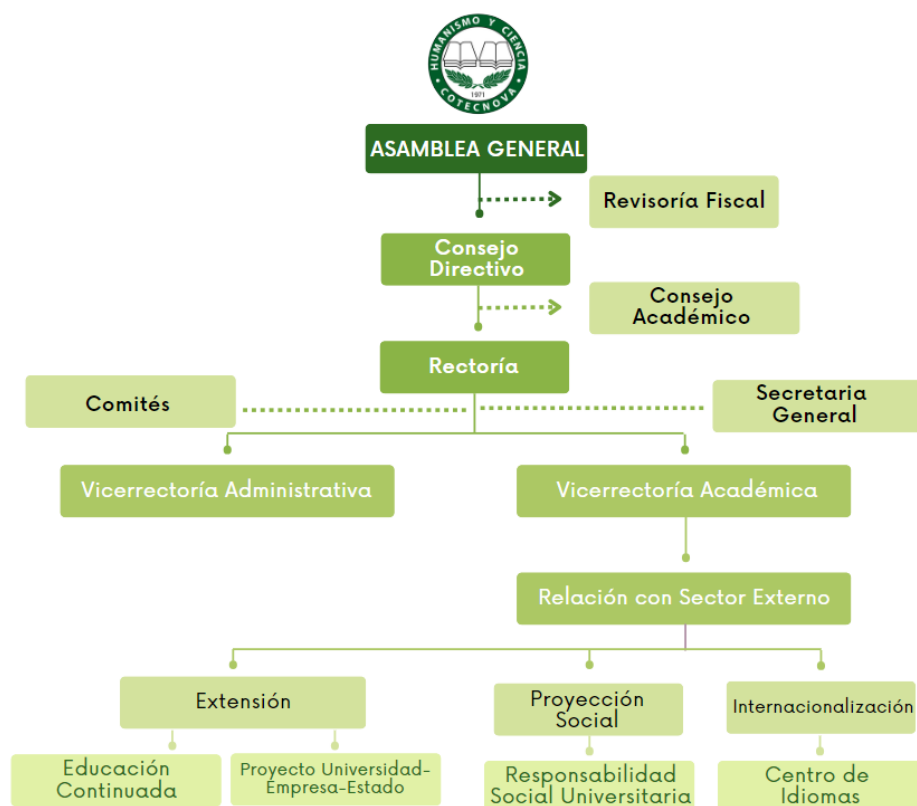 HUMANISMO Y CIENCIA
1971
• COTECNOVA •
ASAMBLEA GENERAL
Revisoría Fiscal
Consejo
Directivo
Consejo
Académico
Rectoría
Comités
Secretaria
General
Vicerrectoría Administrativa
Vicerrectoría Académica
Relación con Sector Externo
Extensión
Proyección
Social
Internacionalización
Educación
Continuada
Proyecto Universidad-
Empresa-Estado
Responsabilidad
Social Universitaria
Centro de
Idiomas